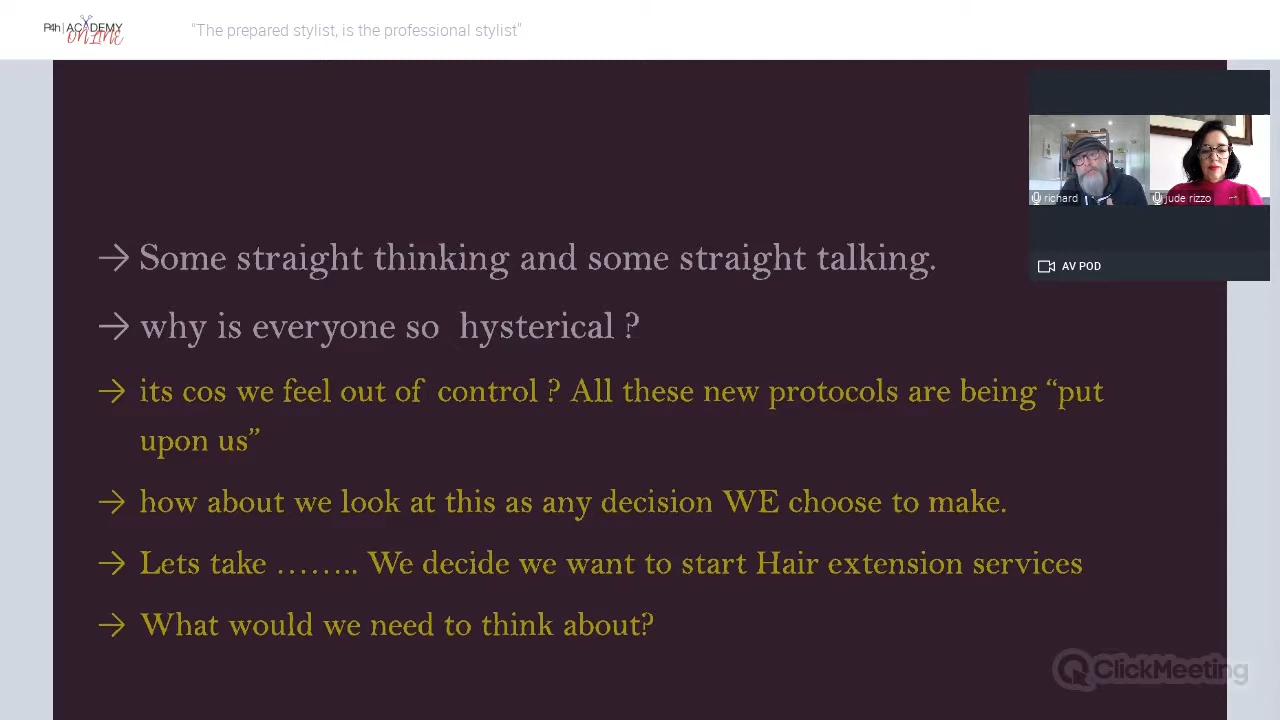 P4h | ACADEMY
ONLINE
"The prepared stylist, is the professional stylist"
richard
jude rizzo
AV POD
→ Some straight thinking and some straight talking.
→ why is everyone so hysterical ?
→ its cos we feel out of control ? All these new protocols are being “put
upon us”
→ how about we look at this as any decision WE choose to make.
→ Lets take …….. We decide we want to start Hair extension services
→ What would we need to think about?
ClickMeeting